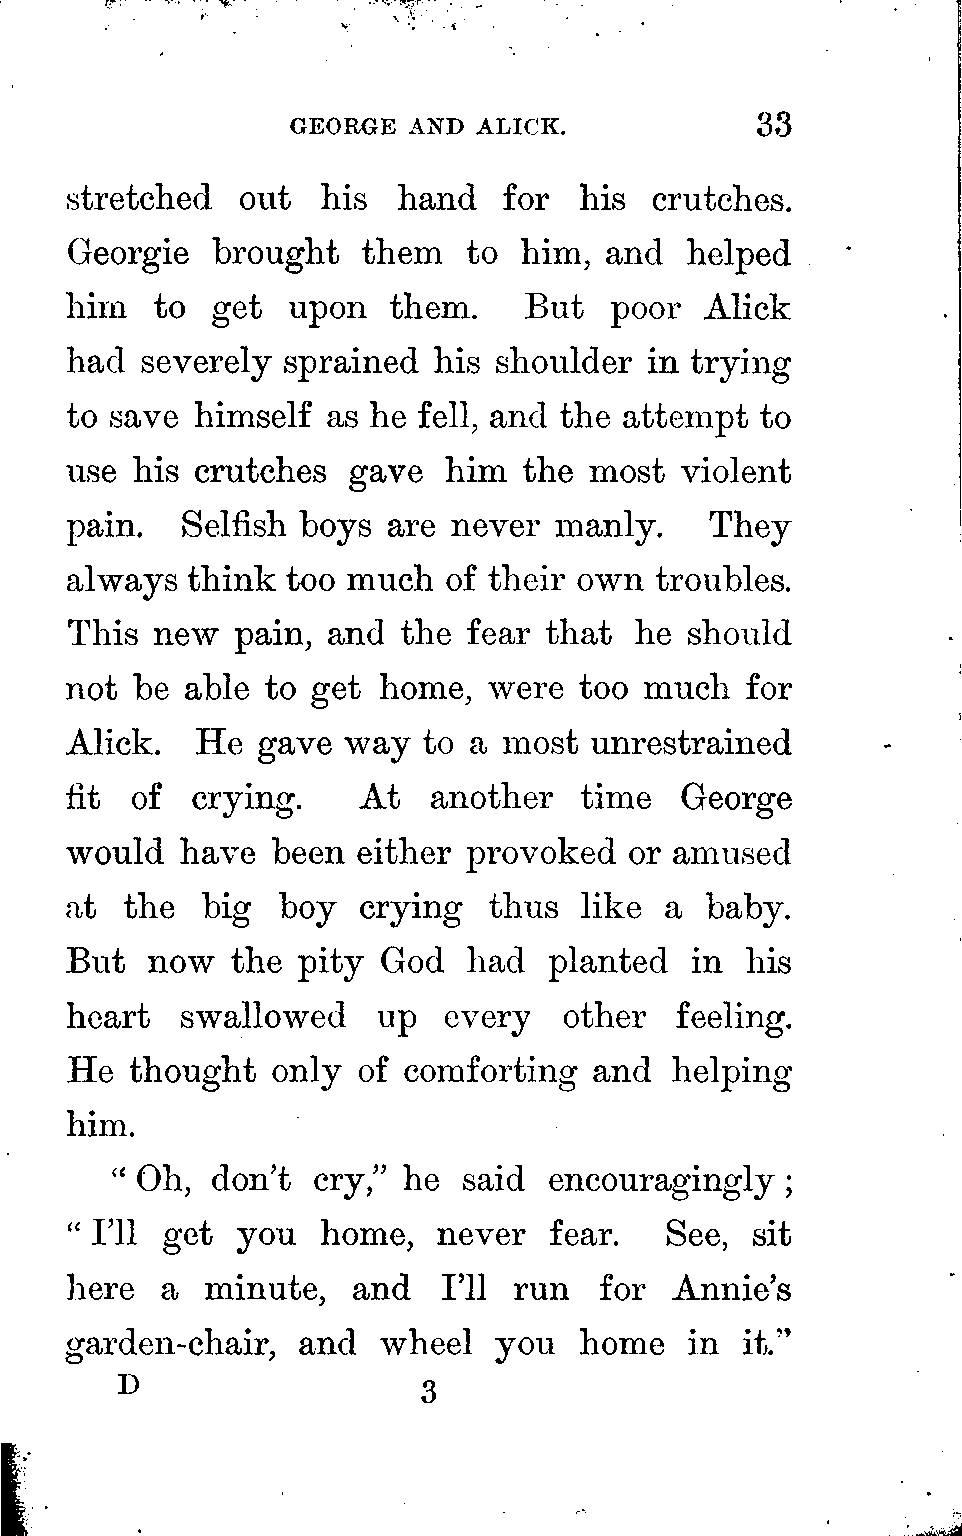 GEORGE AND ALICK. 33
stretched out his hand for his crutches.
Georgie brought them to him, and helped
him to get upon them. But poor Alick
had severely sprained his shoulder in trying
to save himself as he fell, and the attempt to
use his crutches gave him the most violent
pain. Selfish boys are never manly. They
always think too much of their own troubles.
This new pain, and the fear that he should
not be able to get home, were too much for
Alick. He gave way to a most unrestrained
fit of crying. At another time George
would have been either provoked or amused
at the big boy crying thus like a baby.
But now the pity God had planted in his
heart swallowed up every other feeling.
He thought only of comforting and helping
him.
“ Oh, don’t cry,” he said encouragingly ;
“ I’ll get you home, never fear. See, sit
here a minute, and I’ll run for Annie’s
garden-chair, and wheel you home in it.”
D 3